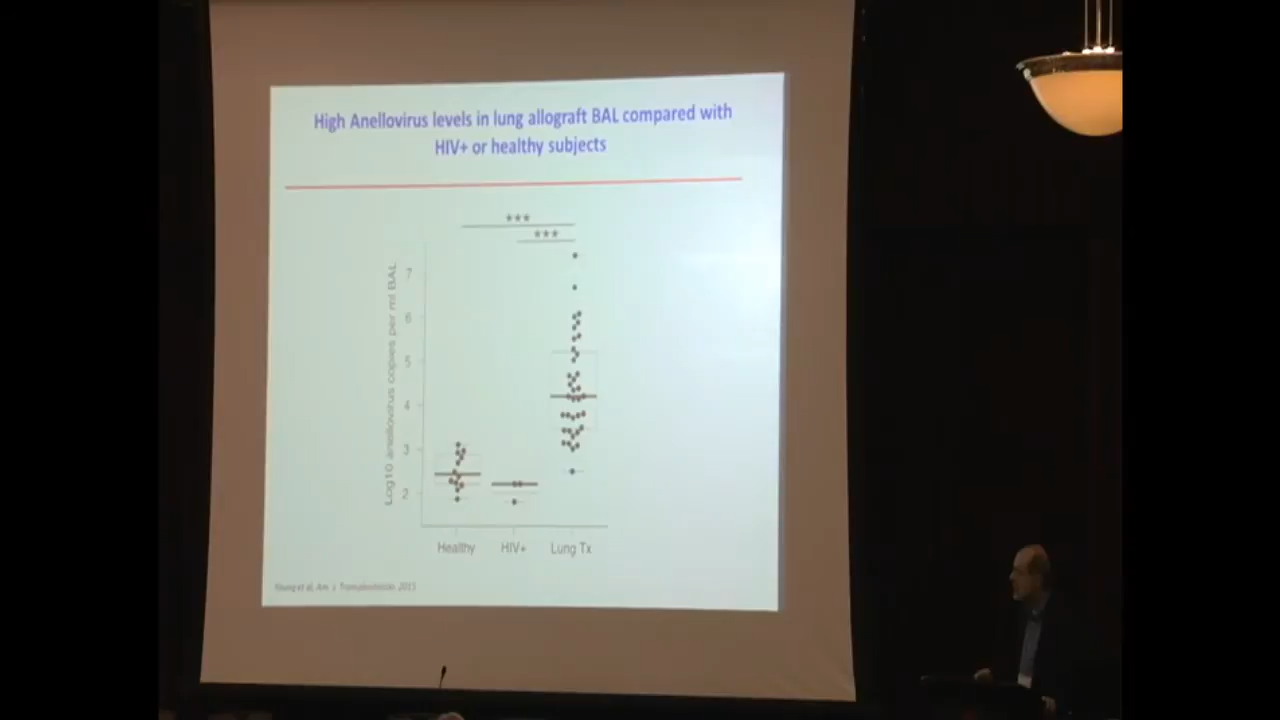 High Anellovirus levels in lung allograft BAL compared with
HIV+ or healthy subjects
***
***
Log10 anellovirus copies per ml BAL
7
6
5
4
3
2
Healthy HIV+ Lung Tx
Young et al, Am. J. Transplantation 2015